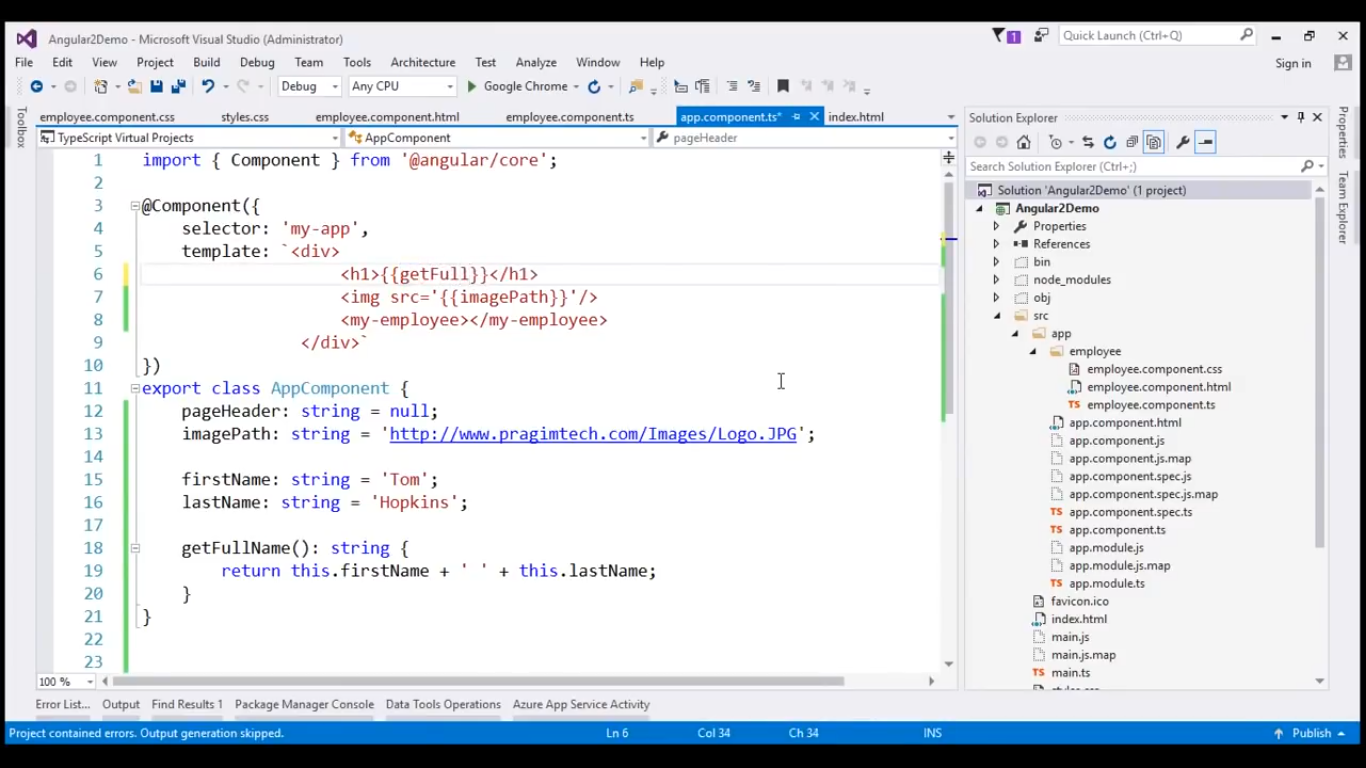 Angular2Demo - Microsoft Visual Studio (Administrator)
1
Quick Launch (Ctrl+Q)
File Edit View Project Build Debug Team Tools Architecture Test Analyze Window Help
Sign in
Debug Any CPU Google Chrome
employee.component.css styles.css employee.component.html employee.component.ts app.component.ts* index.html
TypeScript Virtual Projects AppComponent pageHeader
Toolbox
1 import { Component } from '@angular/core';
2
3 @Component({
4 selector: 'my-app',
5 template: `<div>
6 <h1>{{getFull}}</h1>
7 <img src='{{imagePath}}'/>
8 <my-employee></my-employee>
9 </div>`
10 })
11 export class AppComponent {
12 pageHeader: string = null;
13 imagePath: string = 'http://www.pragimtech.com/Images/Logo.JPG';
14
15 firstName: string = 'Tom';
16 lastName: string = 'Hopkins';
17
18 getFullName(): string {
19 return this.firstName + ' ' + this.lastName;
20 }
21 }
22
23
100 %
Solution Explorer
Search Solution Explorer (Ctrl+;)
Solution 'Angular2Demo' (1 project)
Angular2Demo
Properties
References
bin
node_modules
obj
src
app
employee
employee.component.css
employee.component.html
employee.component.ts
app.component.html
app.component.js
app.component.js.map
app.component.spec.js
app.component.spec.js.map
app.component.spec.ts
app.component.ts
app.module.js
app.module.js.map
app.module.ts
favicon.ico
index.html
main.js
main.js.map
main.ts
Properties
Team Explorer
Error List... Output Find Results 1 Package Manager Console Data Tools Operations Azure App Service Activity
Project contained errors. Output generation skipped. Ln 6 Col 34 Ch 34 INS Publish